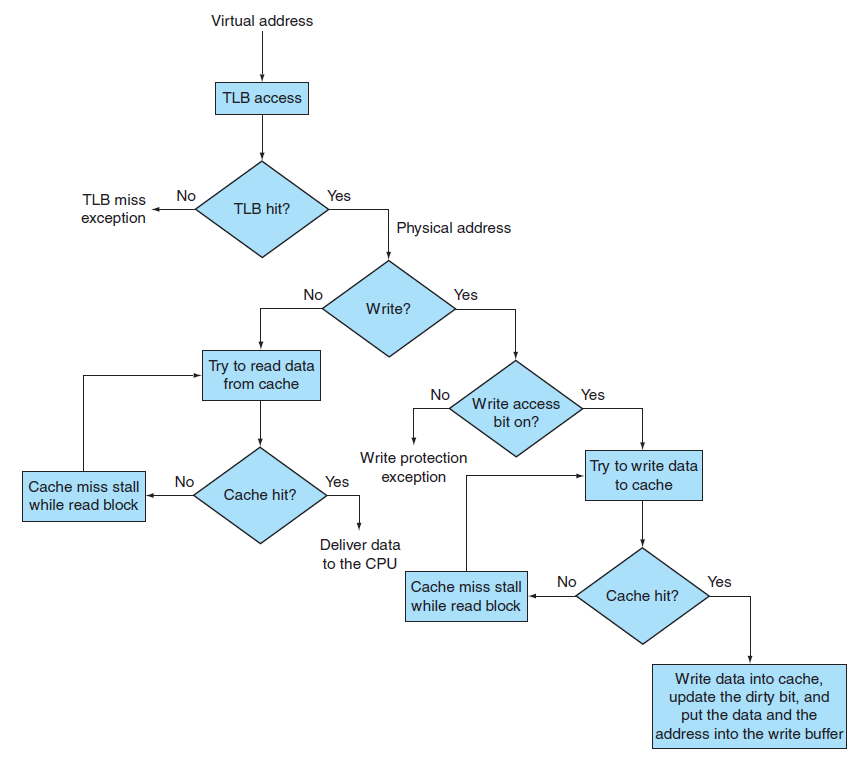 Virtual address
TLB access
TLB hit?
No
Yes
TLB miss
exception
Physical address
Write?
No
Yes
Try to read data
from cache
Write access
bit on?
No
Yes
Write protection
exception
Try to write data
to cache
Cache hit?
No
Yes
Cache miss stall
while read block
Deliver data
to the CPU
Cache hit?
No
Yes
Cache miss stall
while read block
Write data into cache,
update the dirty bit, and
put the data and the
address into the write buffer